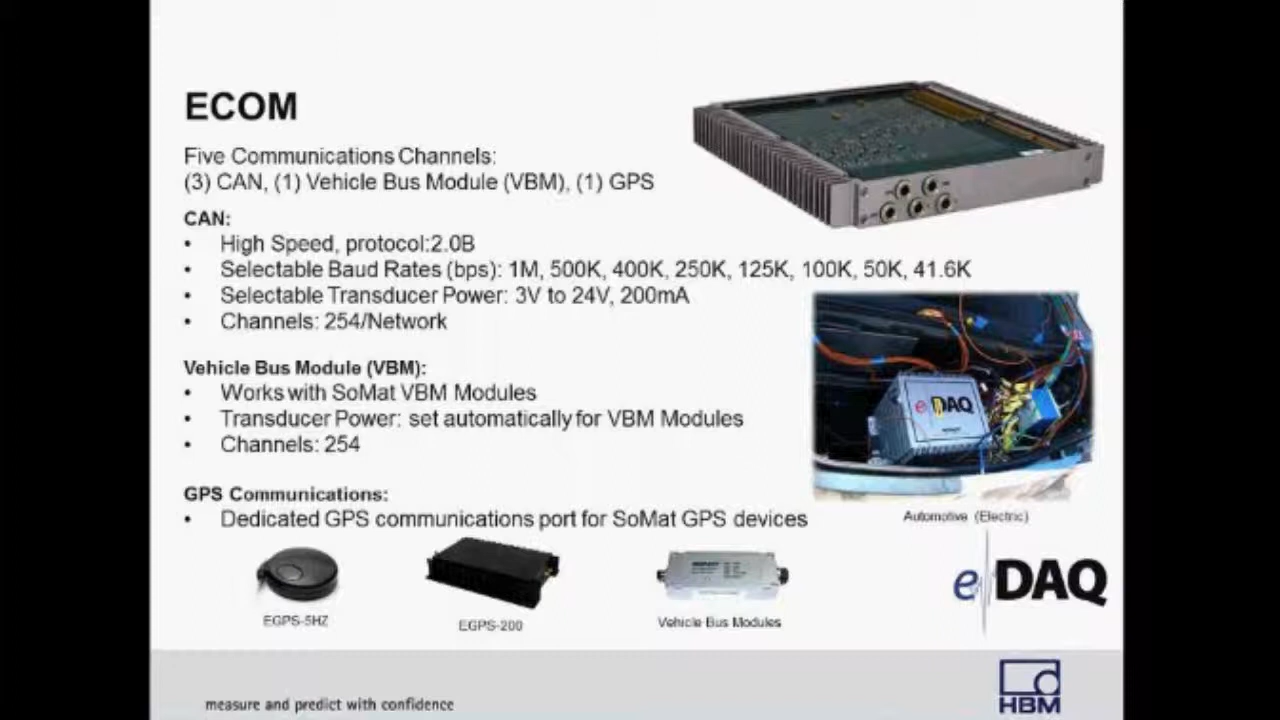 ECOM
Five Communications Channels:
(3) CAN, (1) Vehicle Bus Module (VBM), (1) GPS
CAN:
• High Speed, protocol:2.0B
• Selectable Baud Rates (bps): 1M, 500K, 400K, 250K, 125K, 100K, 50K, 41.6K
• Selectable Transducer Power: 3V to 24V, 200mA
• Channels: 254/Network
Vehicle Bus Module (VBM):
• Works with SoMat VBM Modules
• Transducer Power: set automatically for VBM Modules
• Channels: 254
GPS Communications:
• Dedicated GPS communications port for SoMat GPS devices
eDAQ
Automotive (Electric)
EGPS-5HZ
EGPS-200
Vehicle Bus Modules
eDAQ
measure and predict with confidence
HBM